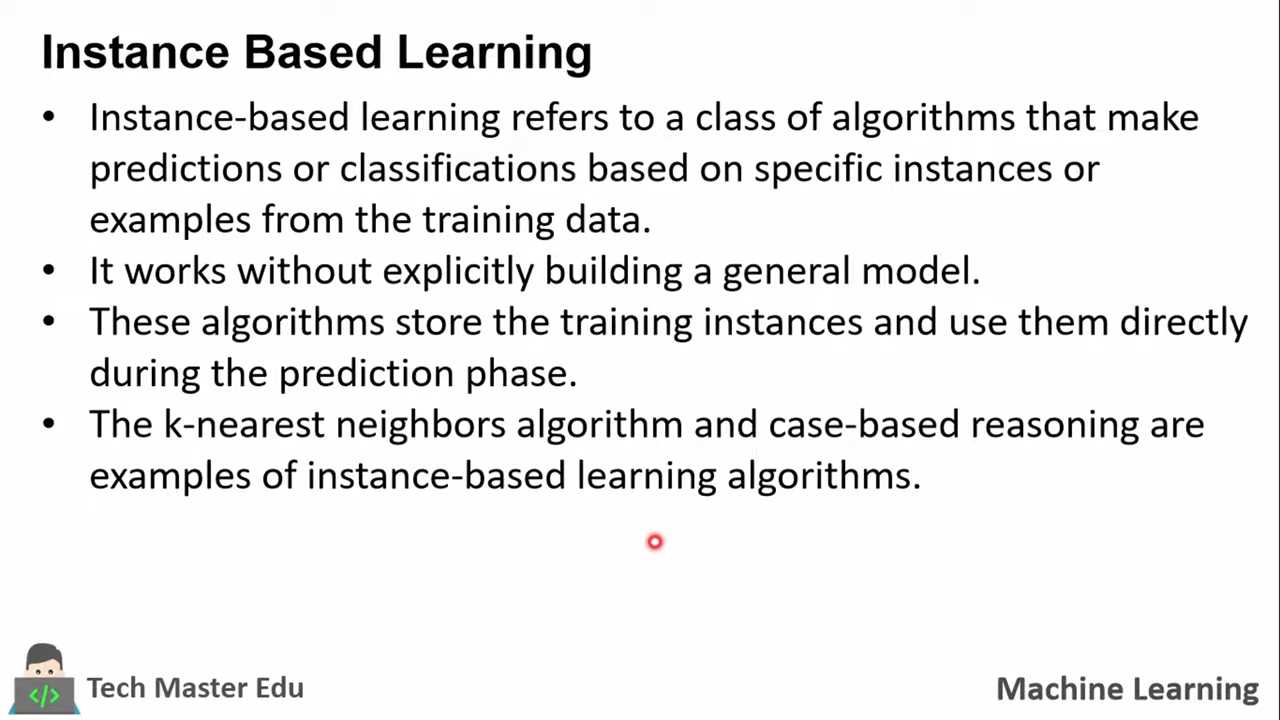 Instance Based Learning
• Instance-based learning refers to a class of algorithms that make
predictions or classifications based on specific instances or
examples from the training data.
• It works without explicitly building a general model.
• These algorithms store the training instances and use them directly
during the prediction phase.
• The k-nearest neighbors algorithm and case-based reasoning are
examples of instance-based learning algorithms.
</>
Tech Master Edu
Machine Learning